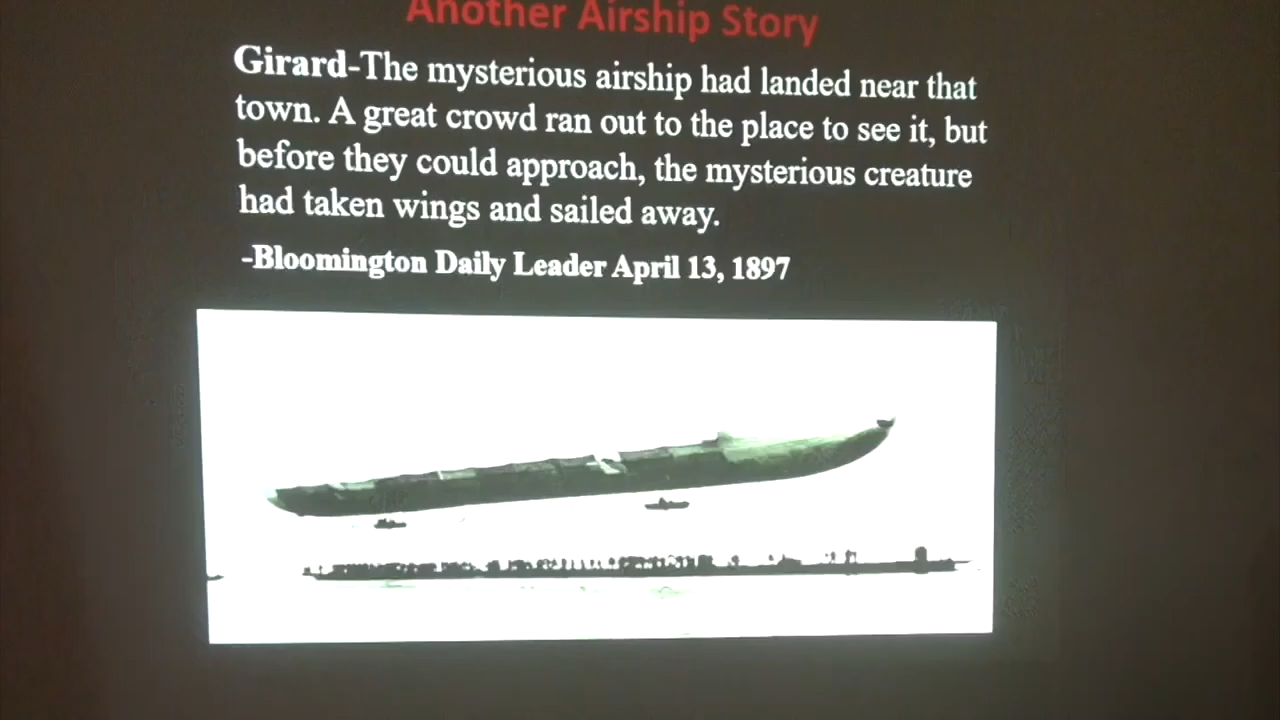 Another Airship Story
Girard-The mysterious airship had landed near that
town. A great crowd ran out to the place to see it, but
before they could approach, the mysterious creature
had taken wings and sailed away.
-Bloomington Daily Leader April 13, 1897